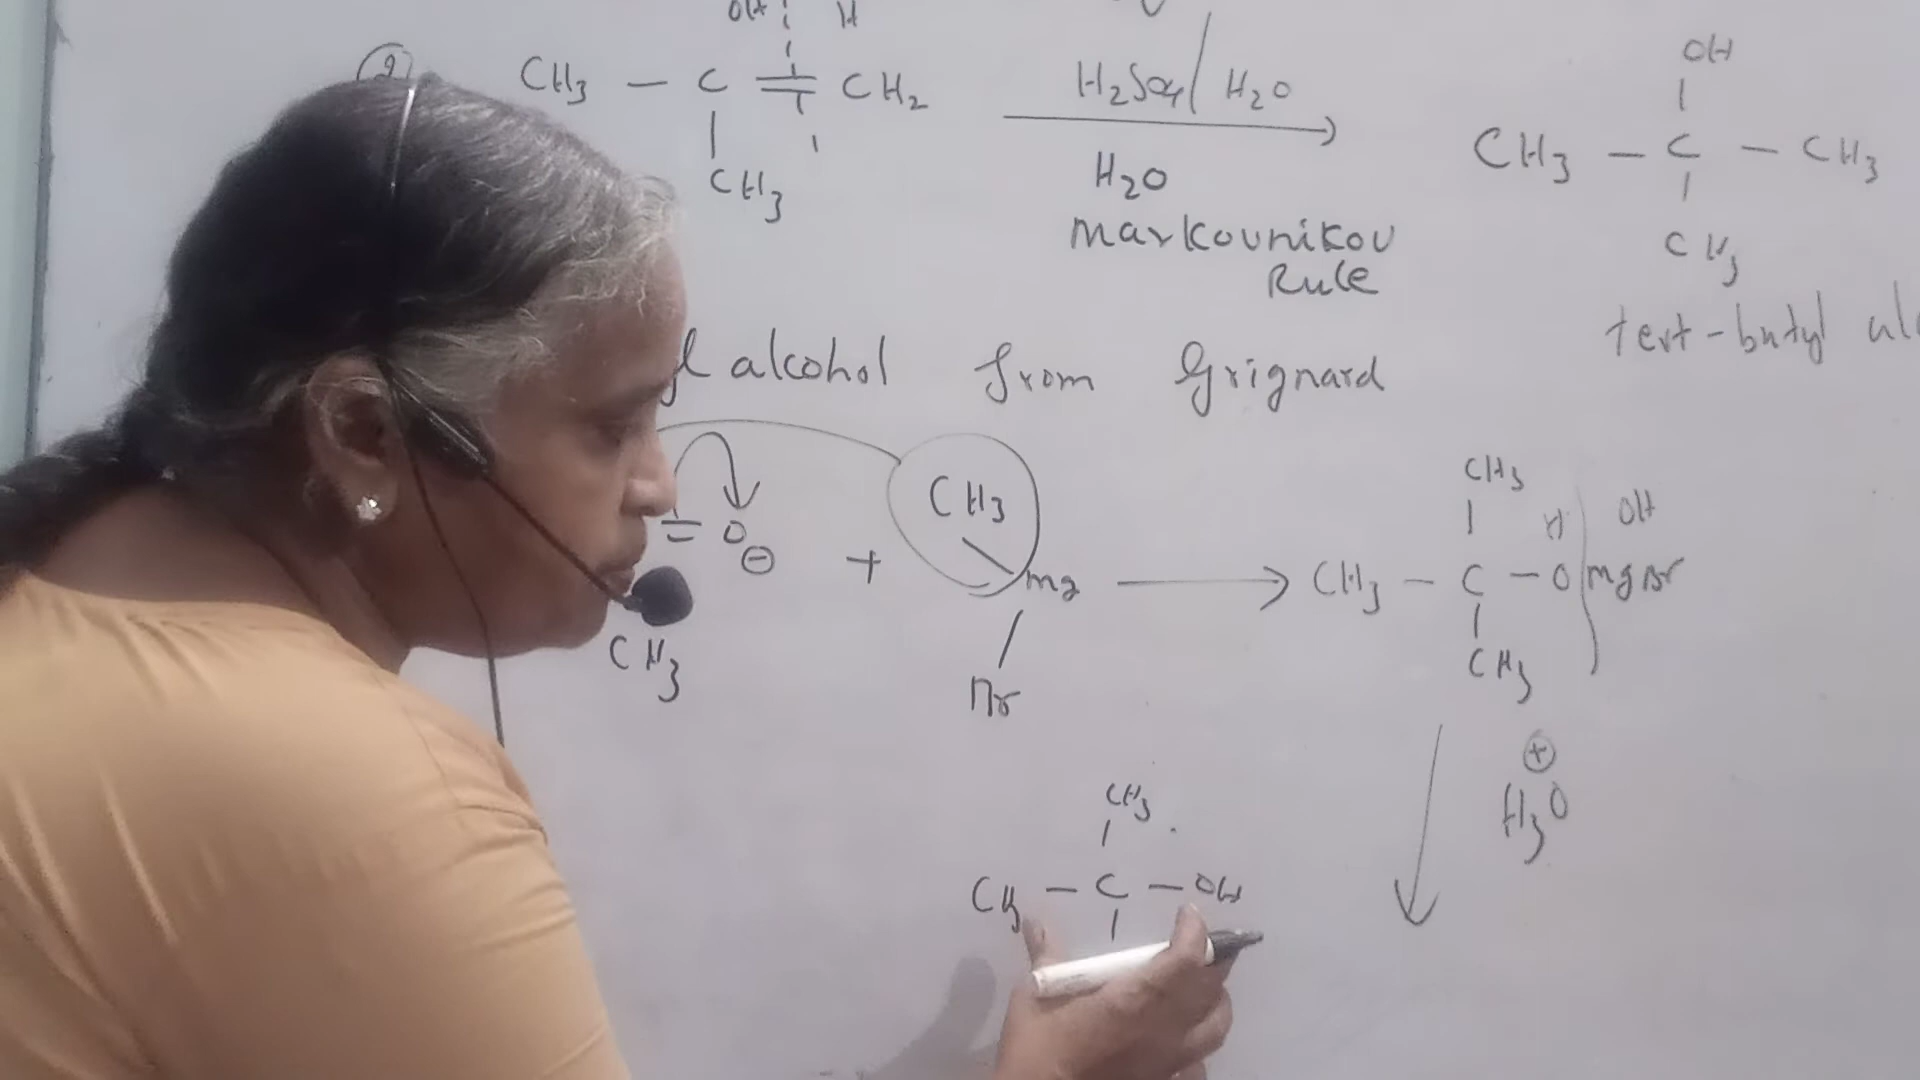 OH H
2 CH3 — C = CH2 H2SO4 / H2O OH
CH3 H2O CH3 — C — CH3
Markovnikov CH3
Rule tert-butyl
alcohol from Grignard
CH3 CH3
= O ⊖ + Mg → CH3 — C — O MgBr H OH
CH3 Br CH3
⊕
CH3 H3O
CH3 — C — OH